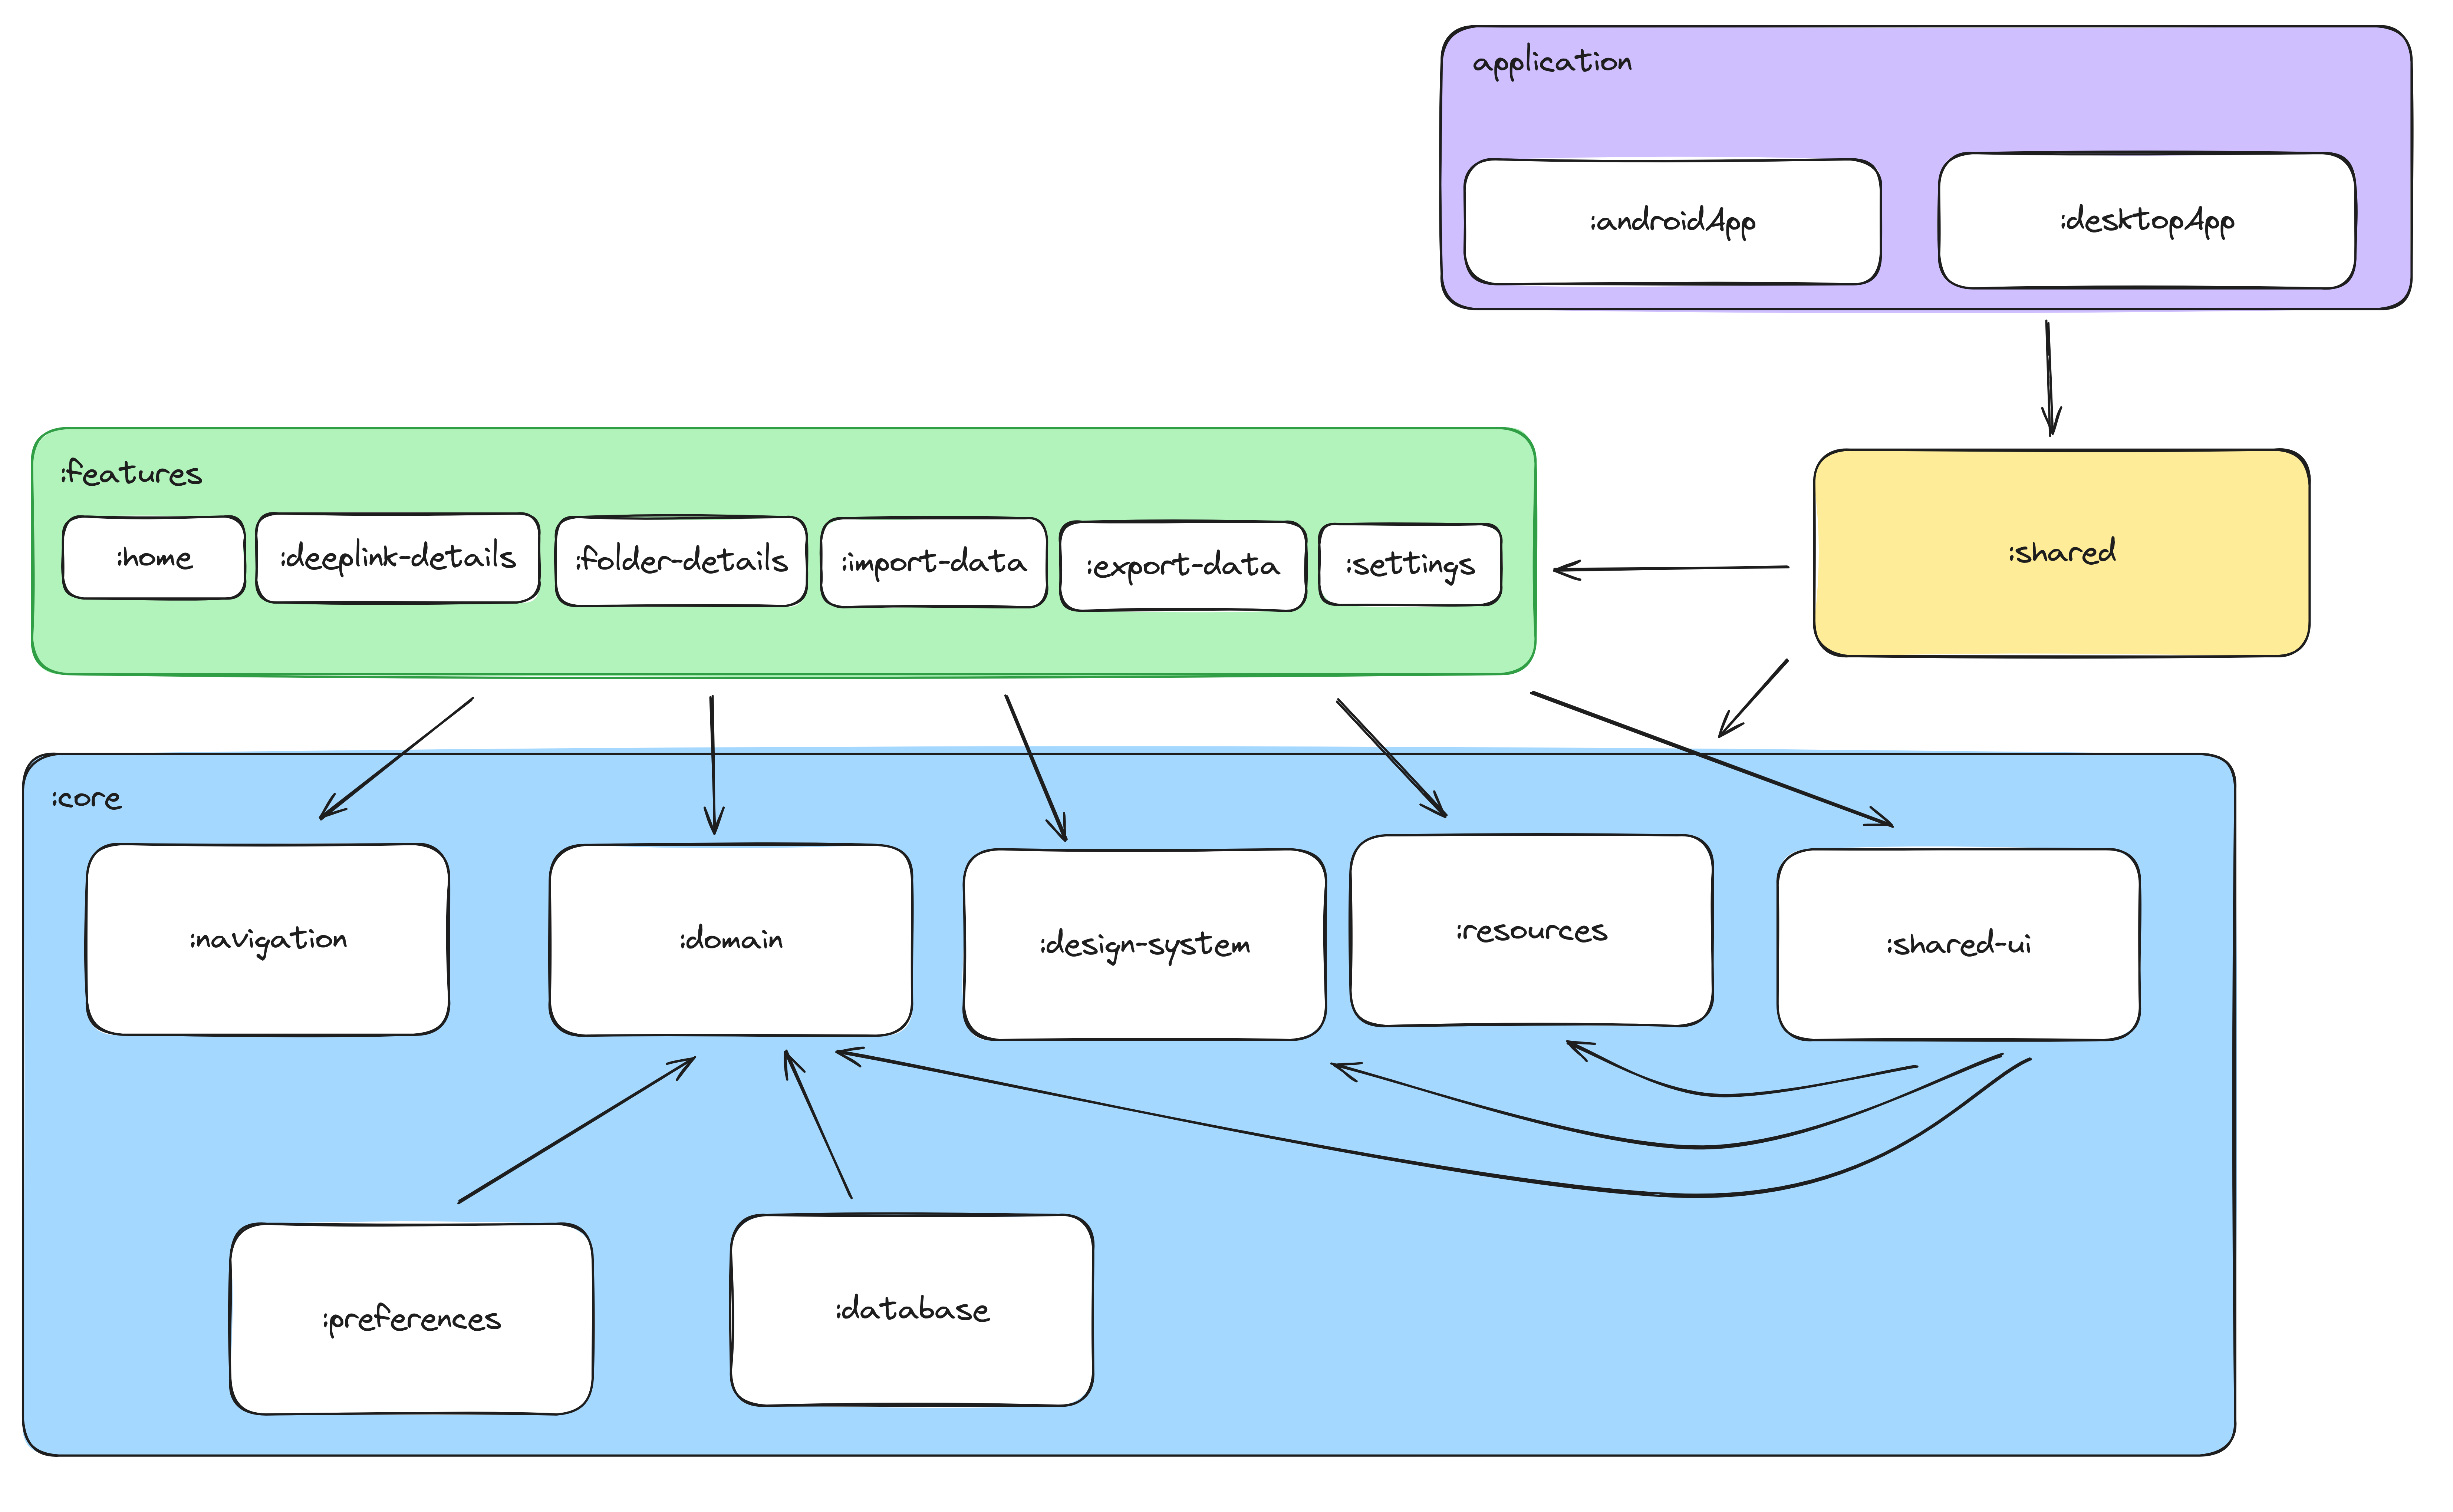 application
:androidApp
:desktopApp
:features
:home
:deeplink-details
:folder-details
:import-data
:export-data
:settings
:shared
:core
:navigation
:domain
:design-system
:resources
:shared-ui
:preferences
:database